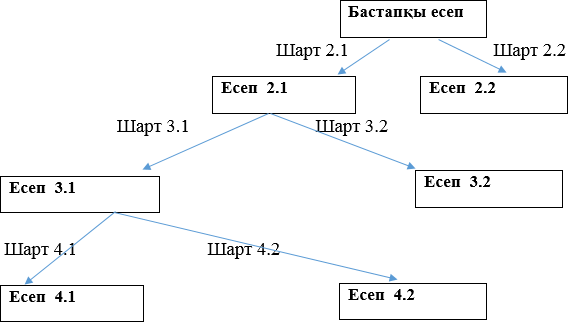 Бастапқы есеп
Шарт 2.1
Шарт 2.2
Есеп 2.1
Есеп 2.2
Шарт 3.1
Шарт 3.2
Есеп 3.1
Есеп 3.2
Шарт 4.1
Шарт 4.2
Есеп 4.1
Есеп 4.2